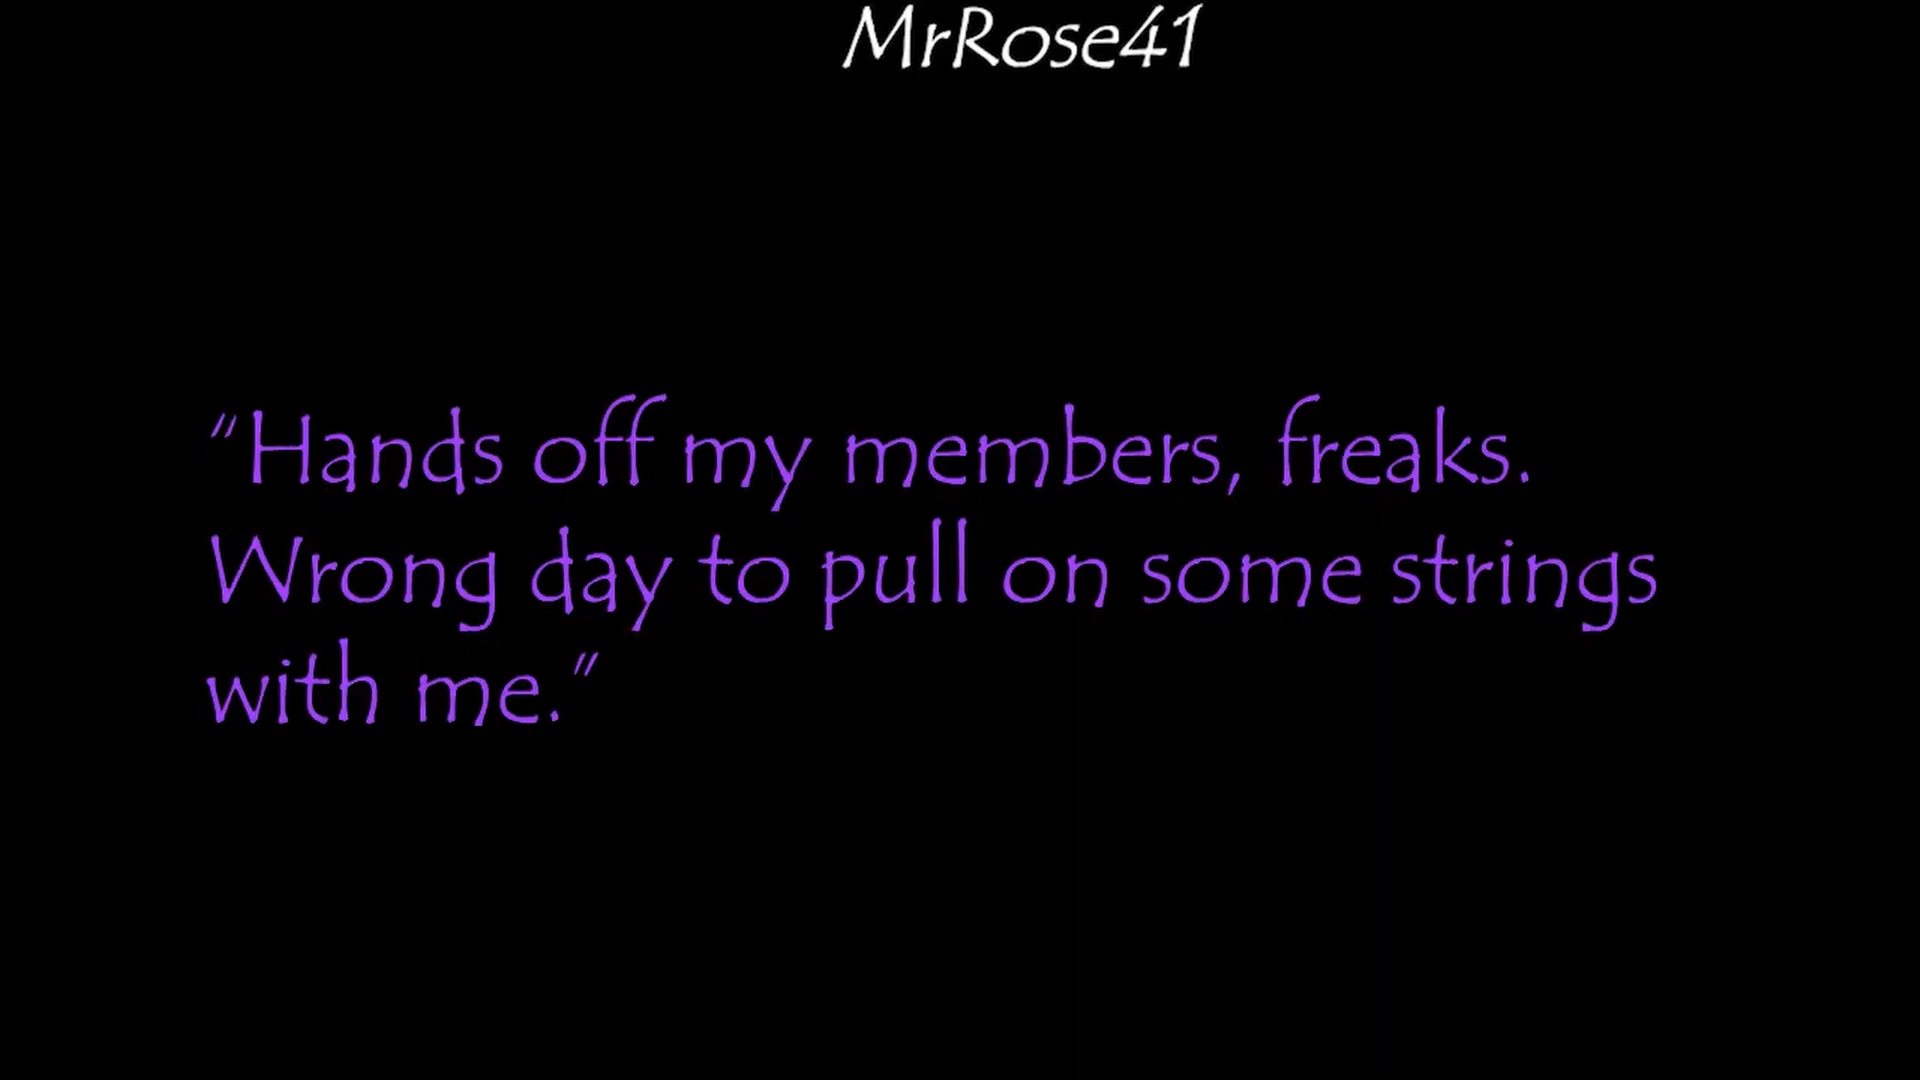 MrRose41
"Hands off my members, freaks.
Wrong day to pull on some strings
with me."